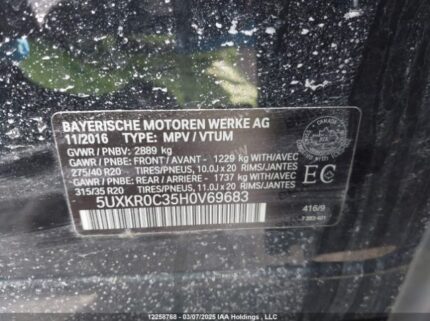 BAYERISCHE MOTOREN WERKE AG
11/2016 TYPE: MPV / VTUM
GVWR / PNBV: 2889 kg
GAWR / PNBE: FRONT / AVANT - 1229 kg WITH/AVEC
275/40 R20 TIRES/PNEUS, 10.0J x 20 RIMS/JANTES
GAWR / PNBE: REAR / ARRIERE - 1737 kg WITH/AVEC
315/35 R20 TIRES/PNEUS, 11.0J x 20 RIMS/JANTES
5UXKR0C35H0V69683
CANADA
EC
416/9
12258768 - 03/07/2025 IAA Holdings, LLC